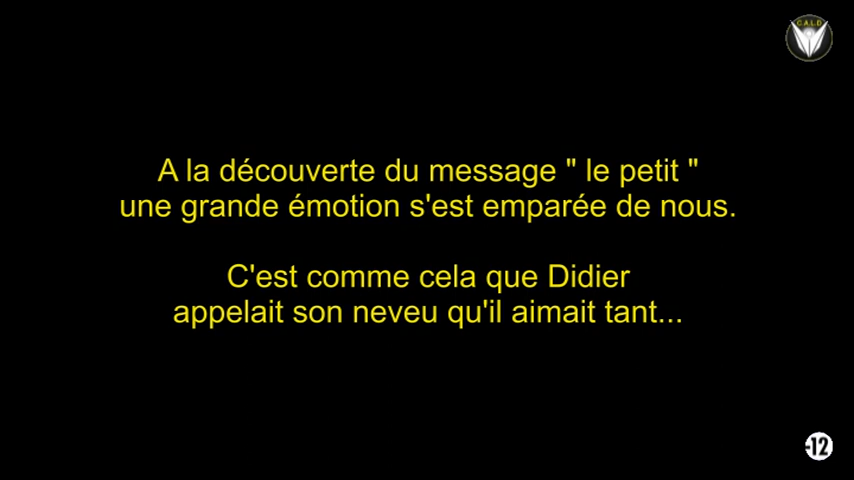 C A L D
A la découverte du message " le petit "
une grande émotion s'est emparée de nous.
C'est comme cela que Didier
appelait son neveu qu'il aimait tant...
-12